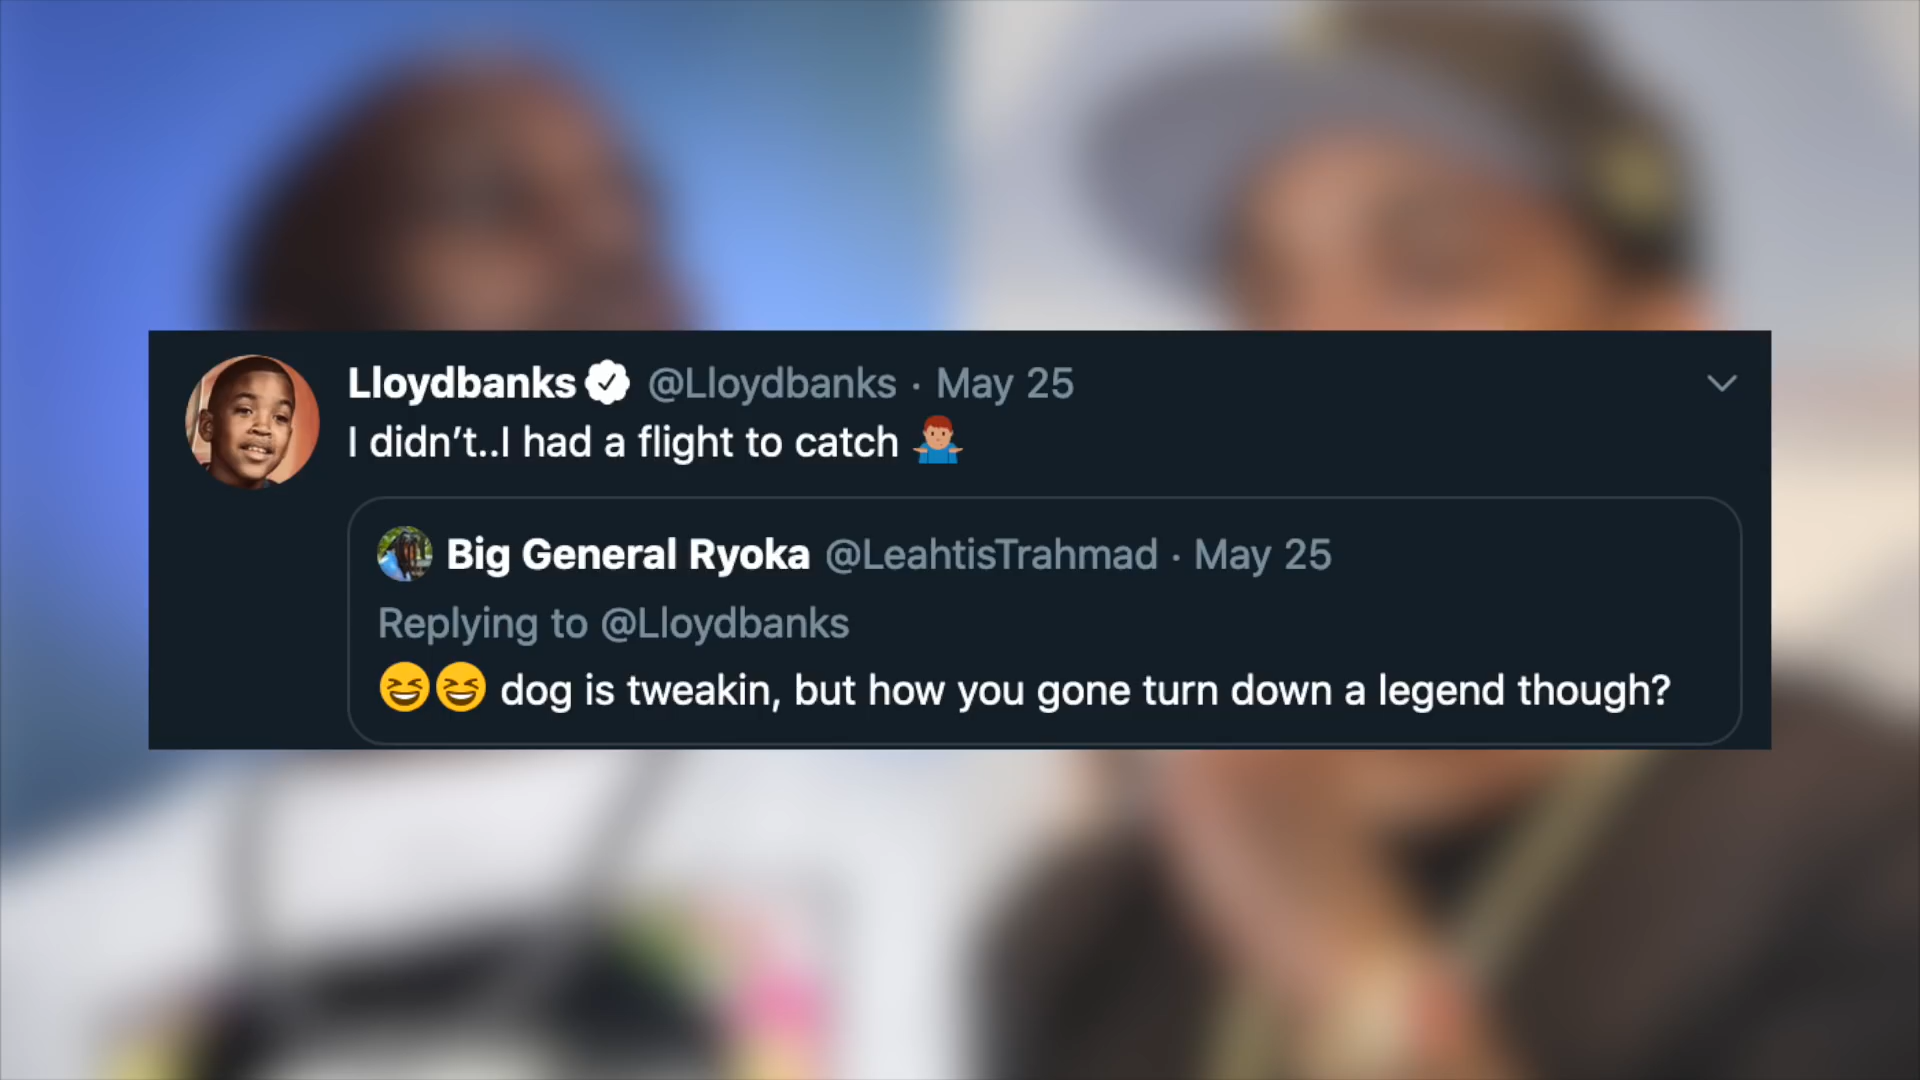 Lloydbanks @Lloydbanks · May 25
I didn’t..I had a flight to catch 🤷🏽‍♂️
Big General Ryoka @LeahtisTrahmad · May 25
Replying to @Lloydbanks
😆😆 dog is tweakin, but how you gone turn down a legend though?